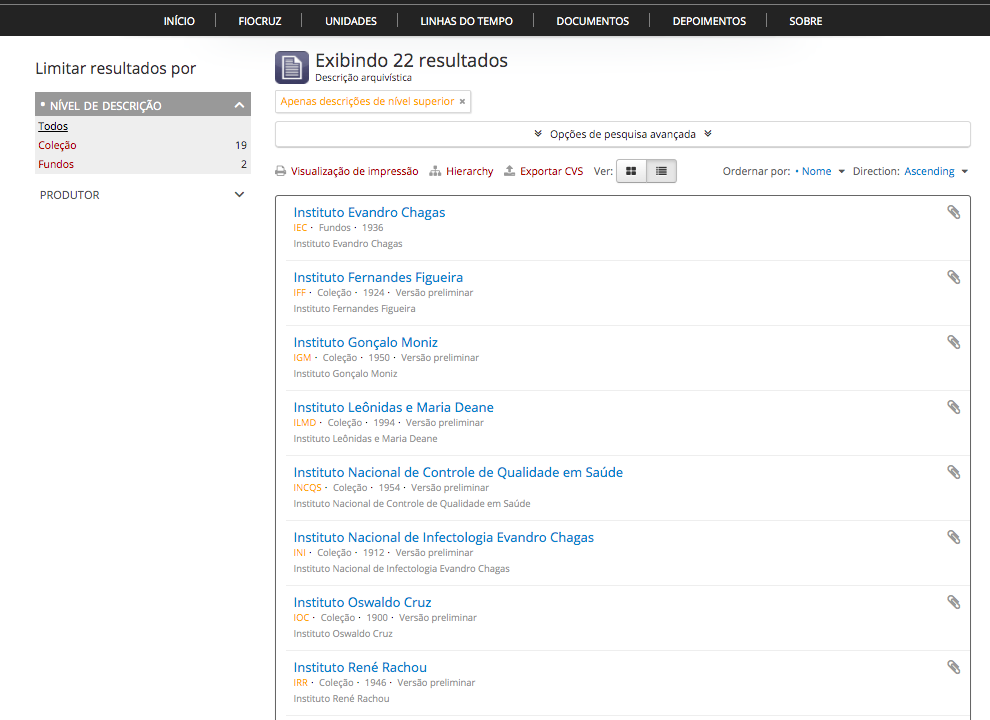 INÍCIO FIOCRUZ UNIDADES LINHAS DO TEMPO DOCUMENTOS DEPOIMENTOS SOBRE
Limitar resultados por
NÍVEL DE DESCRIÇÃO
Todos
Coleção 19
Fundos 2
PRODUTOR
Exibindo 22 resultados
Descrição arquivística
Apenas descrições de nível superior ×
Opções de pesquisa avançada
Visualização de impressão Hierarchy Exportar CVS Ver: Ordernar por: • Nome Direction: Ascending
Instituto Evandro Chagas
IEC · Fundos · 1936
Instituto Evandro Chagas
Instituto Fernandes Figueira
IFF · Coleção · 1924 · Versão preliminar
Instituto Fernandes Figueira
Instituto Gonçalo Moniz
IGM · Coleção · 1950 · Versão preliminar
Instituto Gonçalo Moniz
Instituto Leônidas e Maria Deane
ILMD · Coleção · 1994 · Versão preliminar
Instituto Leônidas e Maria Deane
Instituto Nacional de Controle de Qualidade em Saúde
INCQS · Coleção · 1954 · Versão preliminar
Instituto Nacional de Controle de Qualidade em Saúde
Instituto Nacional de Infectologia Evandro Chagas
INI · Coleção · 1912 · Versão preliminar
Instituto Nacional de Infectologia Evandro Chagas
Instituto Oswaldo Cruz
IOC · Coleção · 1900 · Versão preliminar
Instituto Oswaldo Cruz
Instituto René Rachou
IRR · Coleção · 1946 · Versão preliminar
Instituto René Rachou